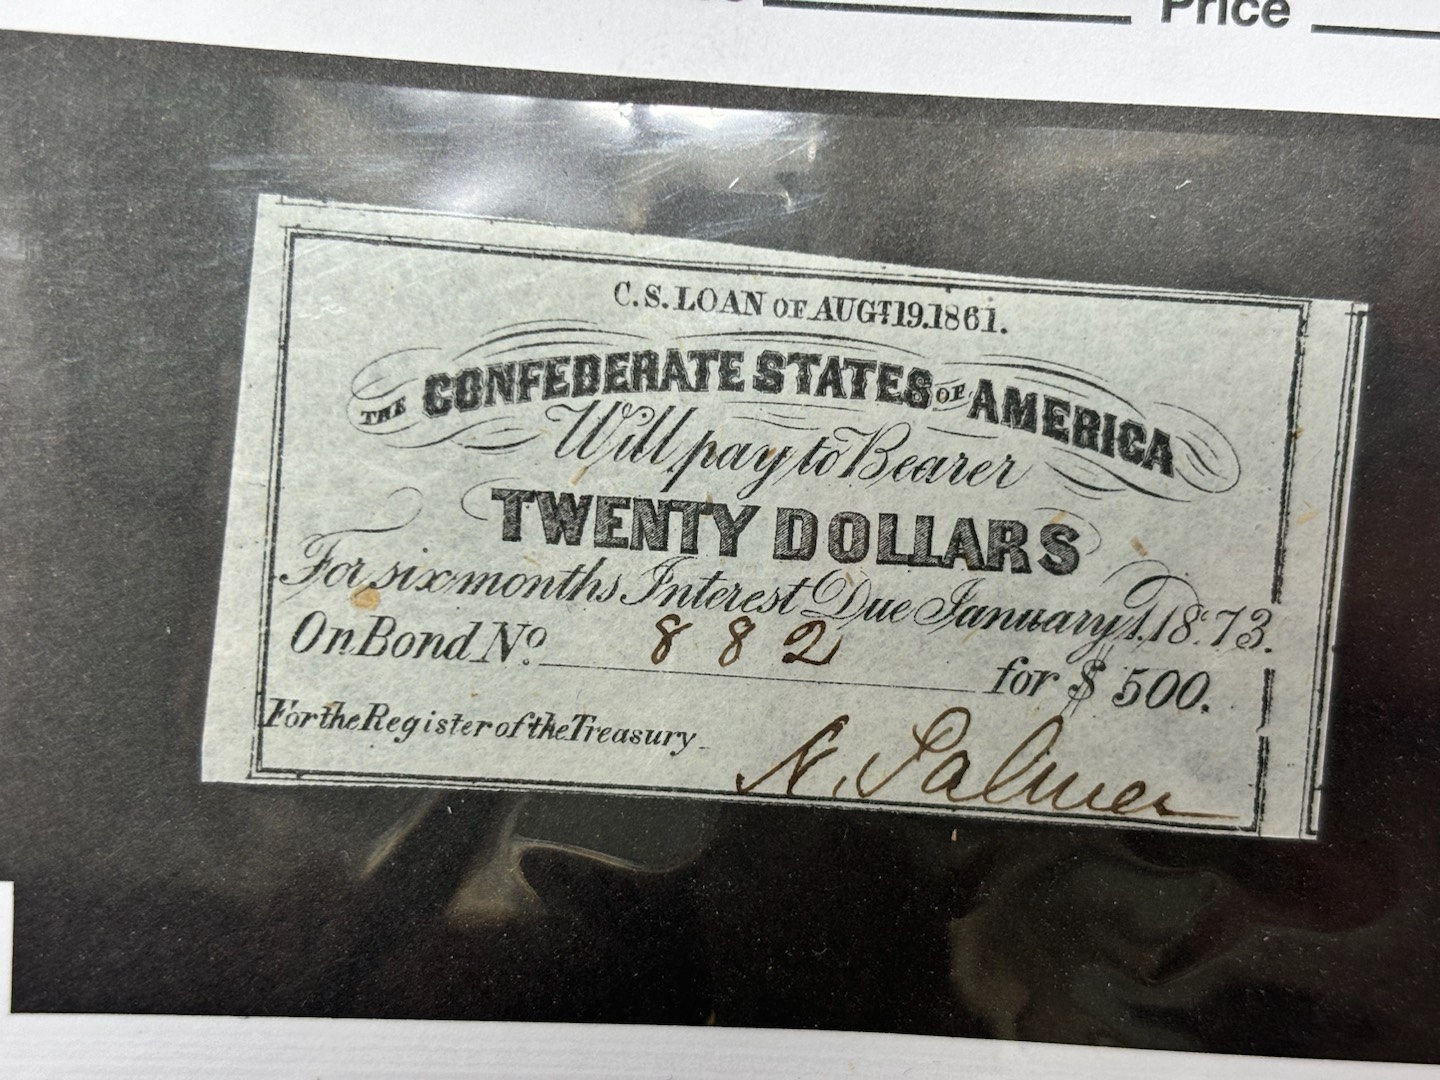 Price
C.S. LOAN OF AUGT. 19. 1861.
THE CONFEDERATE STATES OF AMERICA
Will pay to Bearer
TWENTY DOLLARS
For six months Interest Due January 1, 1873.
On Bond No. 882 for $500.
For the Register of the Treasury
N. Palmer